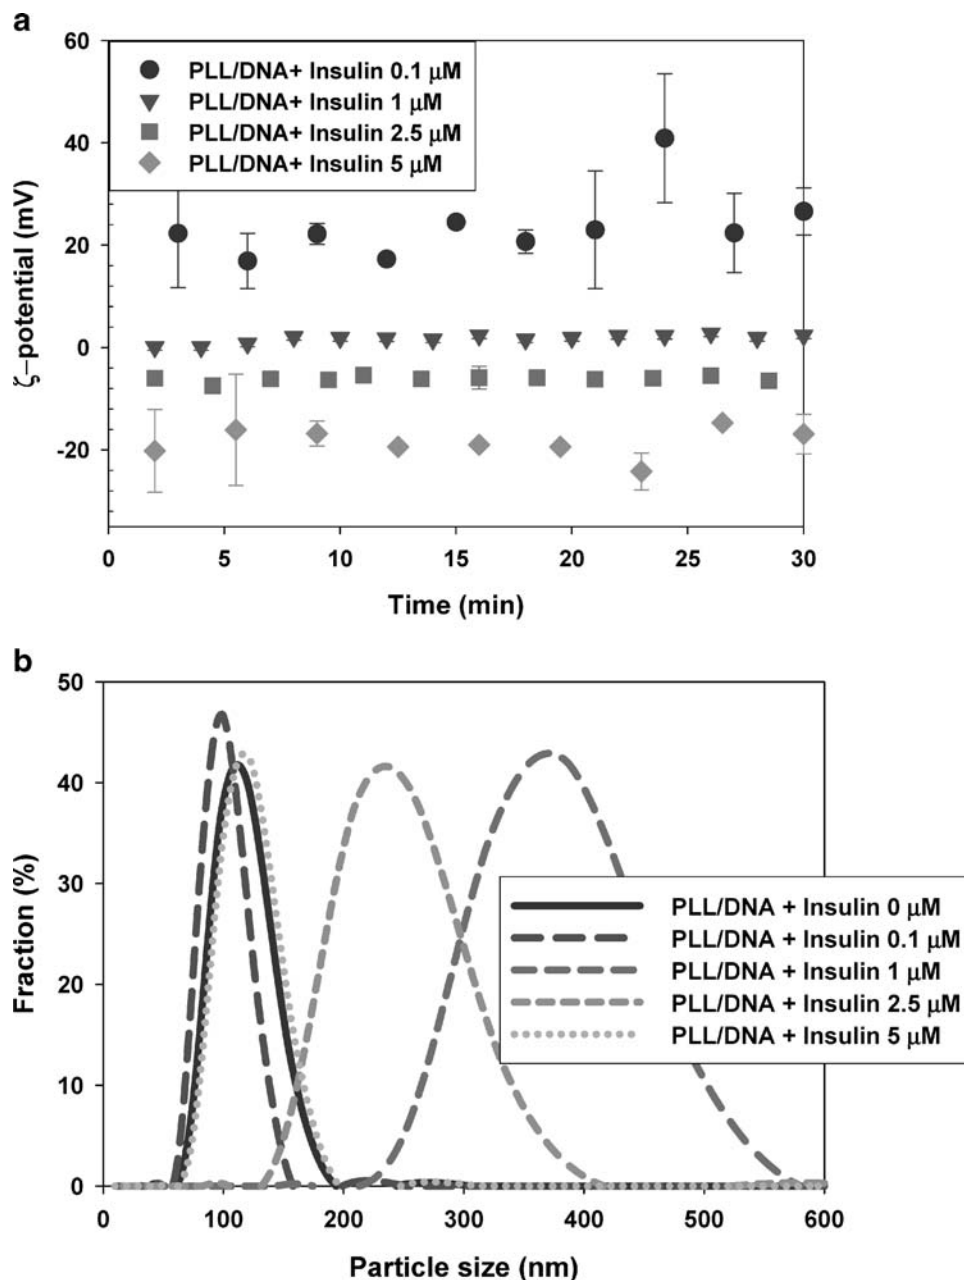 a
60
40
20
0
-20
ζ–potential (mV)
PLL/DNA+ Insulin 0.1 μM
PLL/DNA+ Insulin 1 μM
PLL/DNA+ Insulin 2.5 μM
PLL/DNA+ Insulin 5 μM
0 5 10 15 20 25 30
Time (min)
b
50
40
30
20
10
0
Fraction (%)
PLL/DNA + Insulin 0 μM
PLL/DNA + Insulin 0.1 μM
PLL/DNA + Insulin 1 μM
PLL/DNA + Insulin 2.5 μM
PLL/DNA + Insulin 5 μM
0 100 200 300 400 500 600
Particle size (nm)